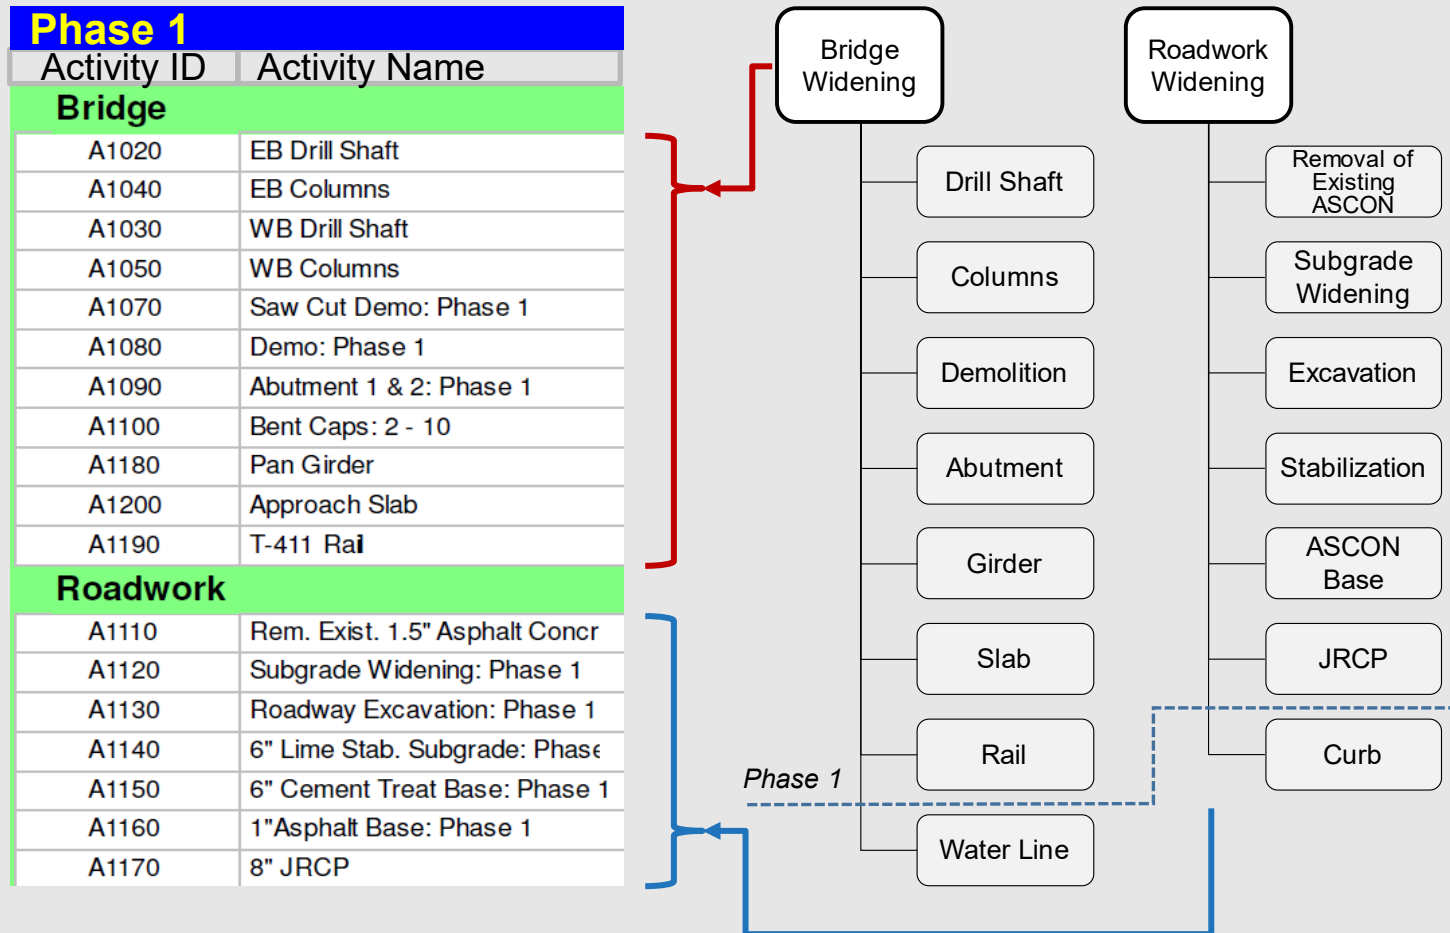 Phase 1
Activity ID Activity Name
Bridge
A1020 EB Drill Shaft
A1040 EB Columns
A1030 WB Drill Shaft
A1050 WB Columns
A1070 Saw Cut Demo: Phase 1
A1080 Demo: Phase 1
A1090 Abutment 1 & 2: Phase 1
A1100 Bent Caps: 2 - 10
A1180 Pan Girder
A1200 Approach Slab
A1190 T-411 Rail
Roadwork
A1110 Rem. Exist. 1.5" Asphalt Concr
A1120 Subgrade Widening: Phase 1
A1130 Roadway Excavation: Phase 1
A1140 6" Lime Stab. Subgrade: Phase
A1150 6" Cement Treat Base: Phase 1
A1160 1"Asphalt Base: Phase 1
A1170 8" JRCP
Bridge
Widening
Drill Shaft
Columns
Demolition
Abutment
Girder
Slab
Rail
Phase 1
Water Line
Roadwork
Widening
Removal of
Existing
ASCON
Subgrade
Widening
Excavation
Stabilization
ASCON
Base
JRCP
Curb